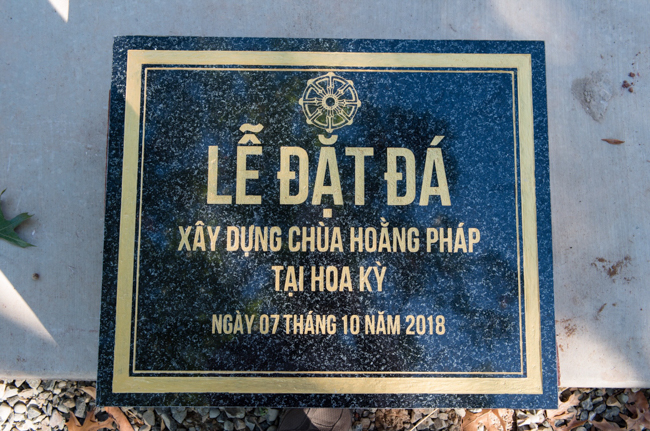 LỄ ĐẶT ĐÁ
XÂY DỰNG CHÙA HOẰNG PHÁP
TẠI HOA KỲ
NGÀY 07 THÁNG 10 NĂM 2018